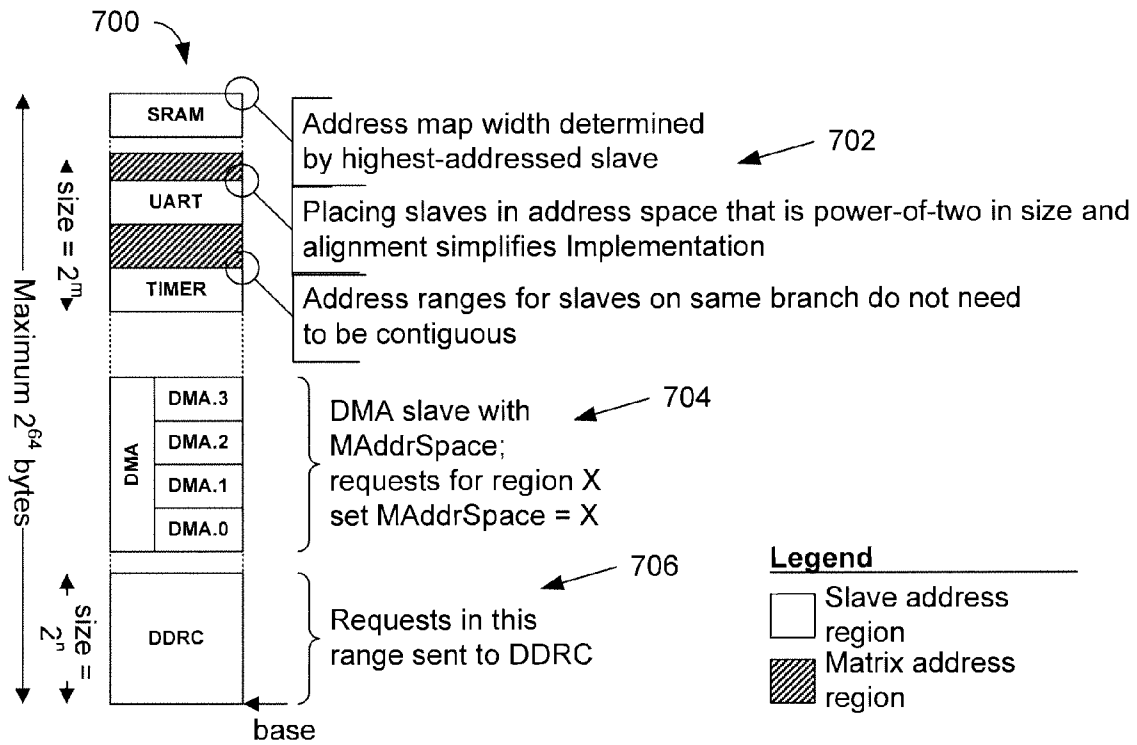 700
SRAM
Address map width determined
by highest-addressed slave
702
UART
Placing slaves in address space that is power-of-two in size and
alignment simplifies Implementation
TIMER
Address ranges for slaves on same branch do not need
to be contiguous
size = 2^m
Maximum 2^64 bytes
DMA
DMA.3
DMA.2
DMA.1
DMA.0
DMA slave with
MAddrSpace;
requests for region X
set MAddrSpace = X
704
706
size =
2^n
DDRC
Requests in this
range sent to DDRC
base
Legend
Slave address
region
Matrix address
region